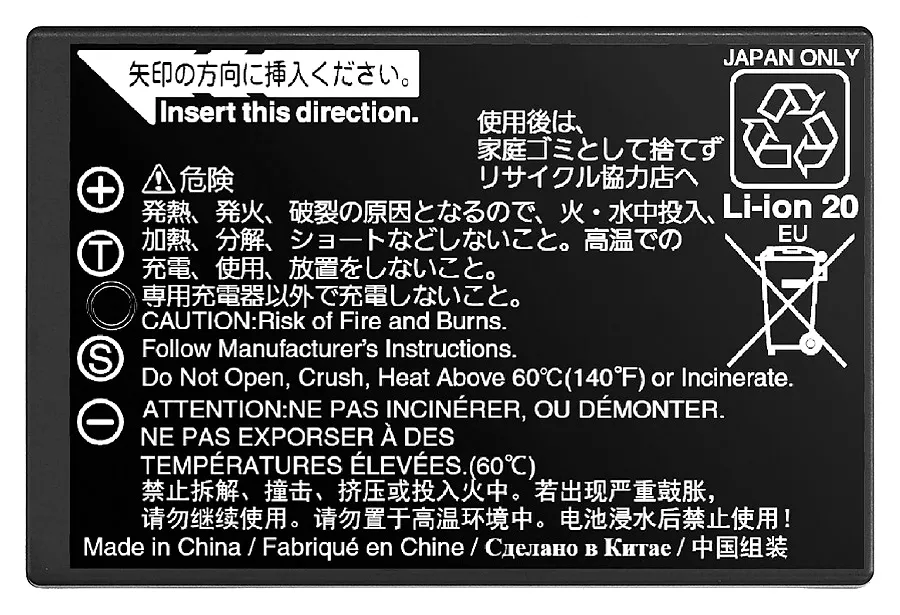 矢印の方向に挿入ください。
Insert this direction.
JAPAN ONLY
使用後は、
家庭ゴミとして捨てず
リサイクル協力店へ
Li-ion 20
EU
+
T
S
−
⚠危険
発熱、発火、破裂の原因となるので、火・水中投入、
加熱、分解、ショートなどしないこと。高温での
充電、使用、放置をしないこと。
専用充電器以外で充電しないこと。
CAUTION:Risk of Fire and Burns.
Follow Manufacturer's Instructions.
Do Not Open, Crush, Heat Above 60℃(140℉) or Incinerate.
ATTENTION:NE PAS INCINÉRER, OU DÉMONTER.
NE PAS EXPORSER À DES
TEMPÉRATURES ÉLEVÉES.(60℃)
禁止拆解、撞击、挤压或投入火中。若出现严重鼓胀，
请勿继续使用。请勿置于高温环境中。电池浸水后禁止使用！
Made in China / Fabriqué en Chine / Сделано в Китае / 中国组装